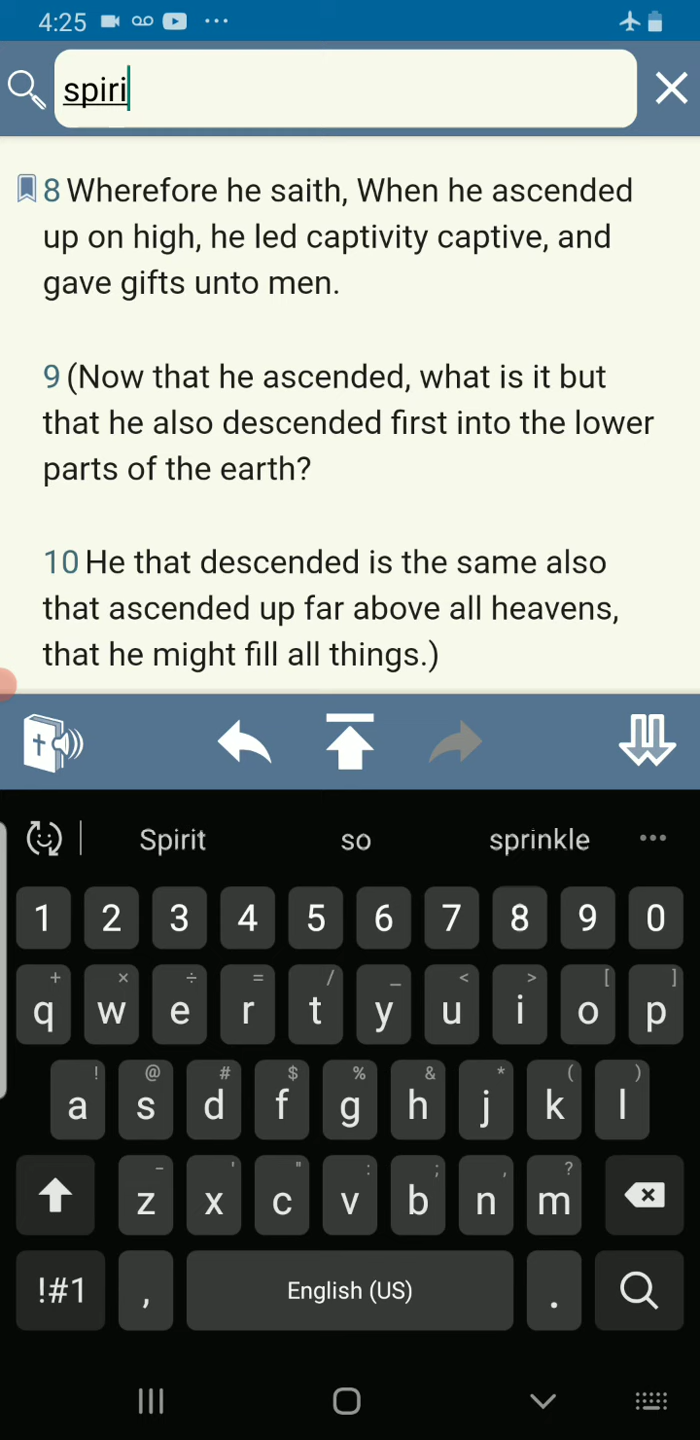 4:25
spiri
8 Wherefore he saith, When he ascended
up on high, he led captivity captive, and
gave gifts unto men.
9 (Now that he ascended, what is it but
that he also descended first into the lower
parts of the earth?
10 He that descended is the same also
that ascended up far above all heavens,
that he might fill all things.)
Spirit so sprinkle
1 2 3 4 5 6 7 8 9 0
+ × ÷ = / _ < > [ ]
q w e r t y u i o p
! @ # $ % & * ( )
a s d f g h j k l
- ' " : ; , ?
z x c v b n m
!#1 , English (US) .